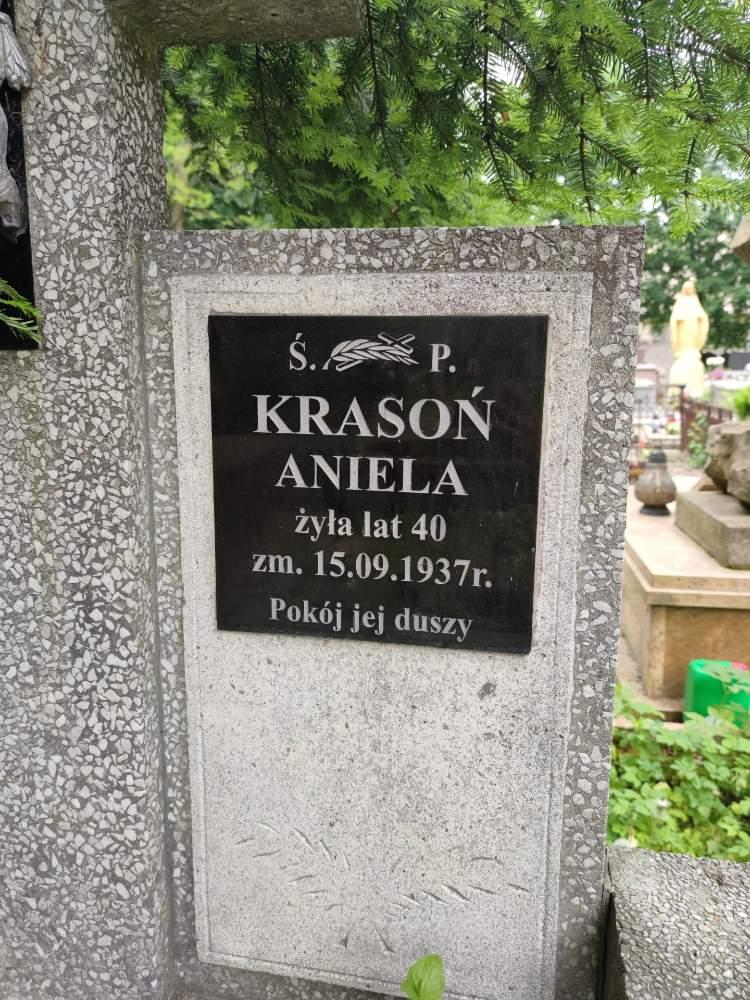 Ś. P.
KRASOŃ
ANIELA
żyła lat 40
zm. 15.09.1937r.
Pokój jej duszy